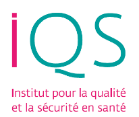 iQS
Institut pour la qualité
et la sécurité en santé